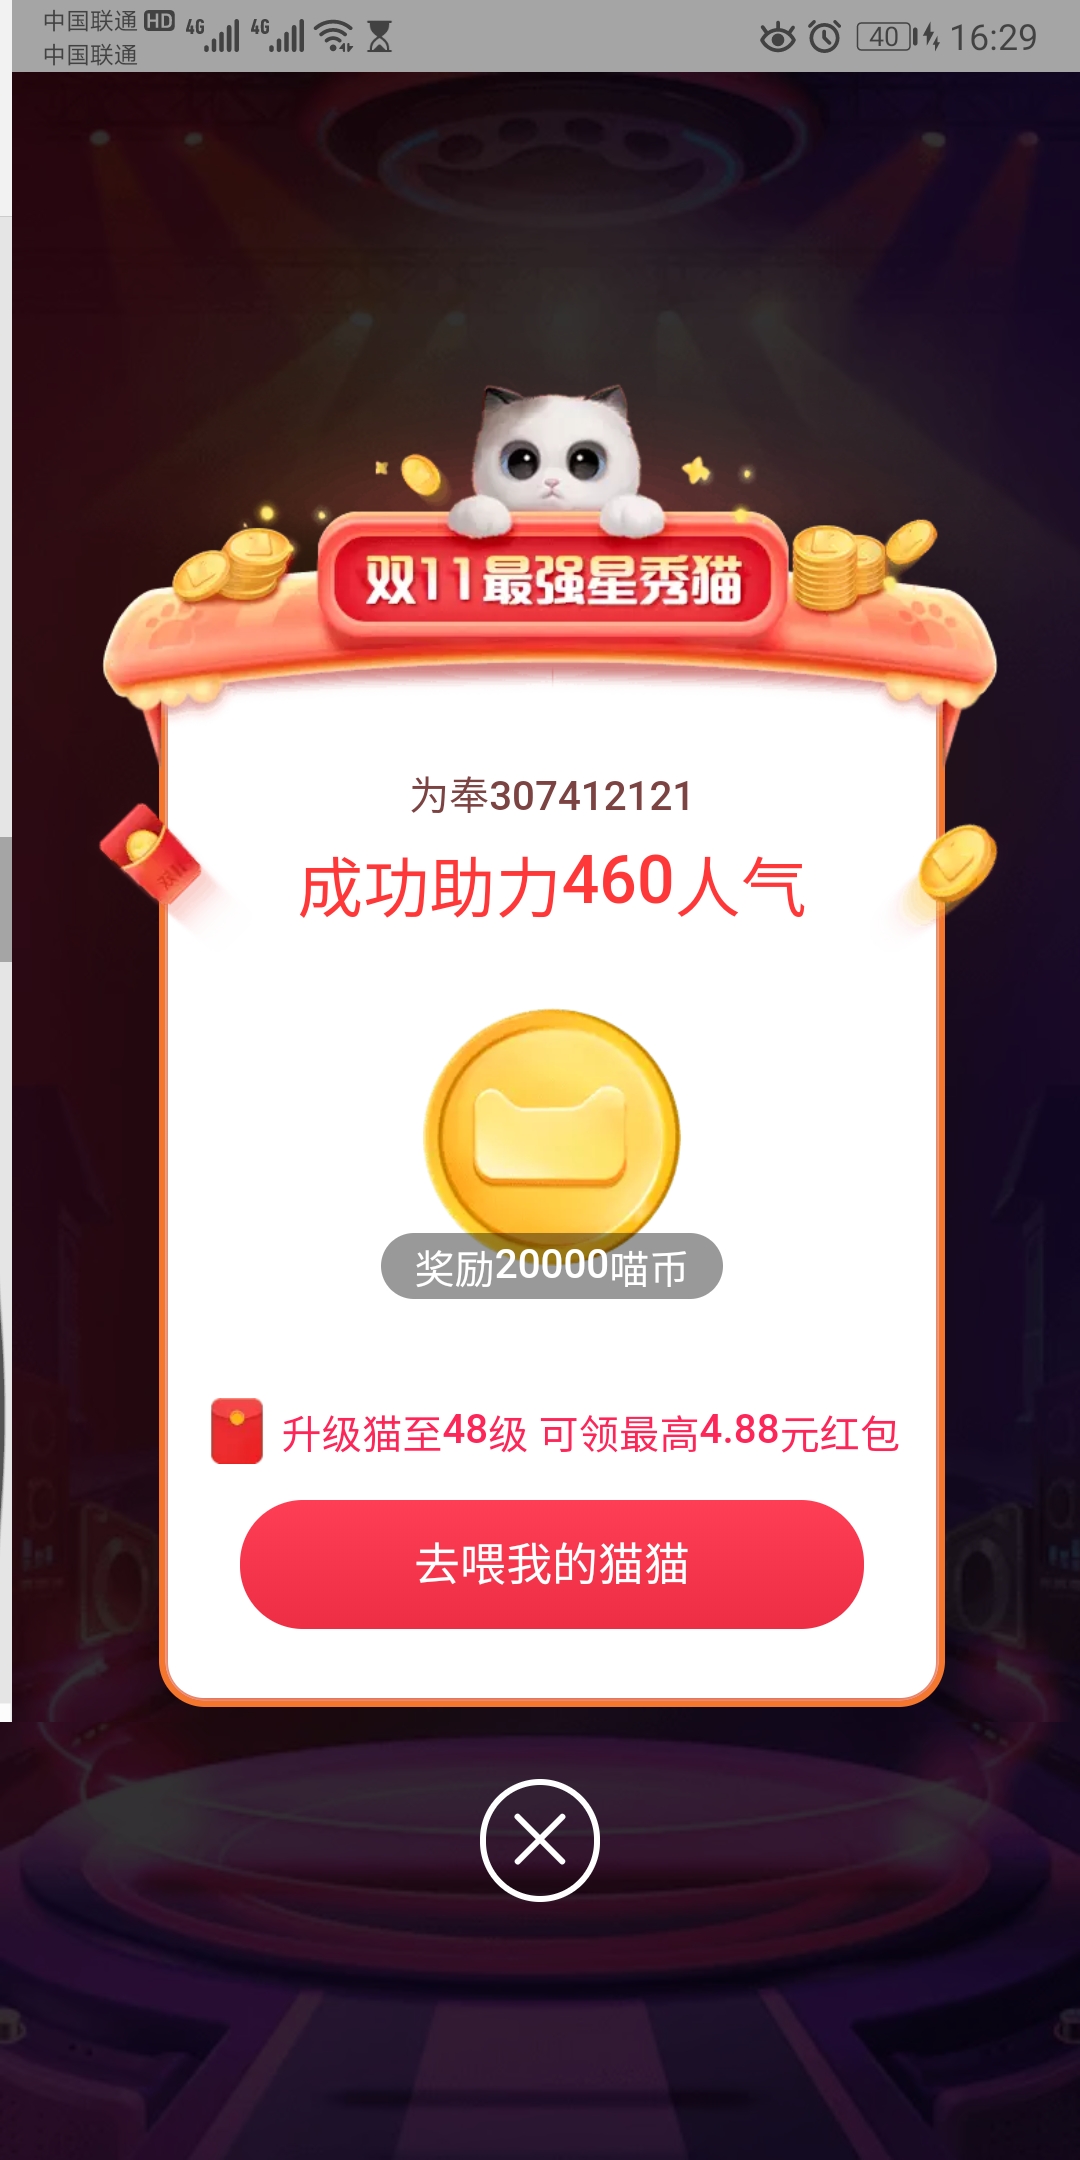 中国联通 HD 4G 4G 40 16:29
中国联通
双11最强星秀猫
为奉307412121
成功助力460人气
双11
奖励20000喵币
升级猫至48级 可领最高4.88元红包
去喂我的猫猫